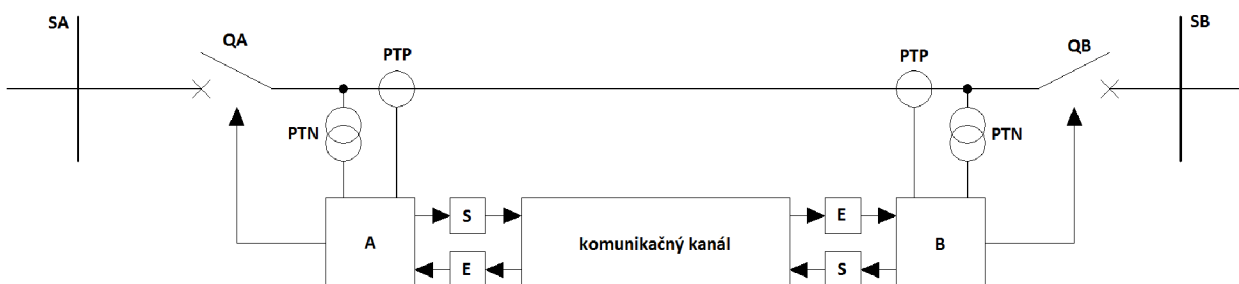 SA
SB
QA
PTP
PTP
QB
PTN
PTN
S
E
A
komunikačný kanál
B
E
S